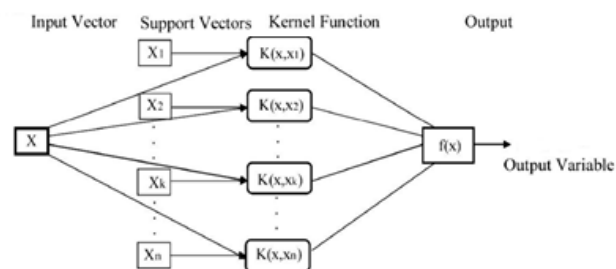 Input Vector Support Vectors Kernel Function Output
X1 K(x,x1)
X2 K(x,x2)
X f(x)
Output Variable
Xk K(x,xk)
Xn K(x,xn)